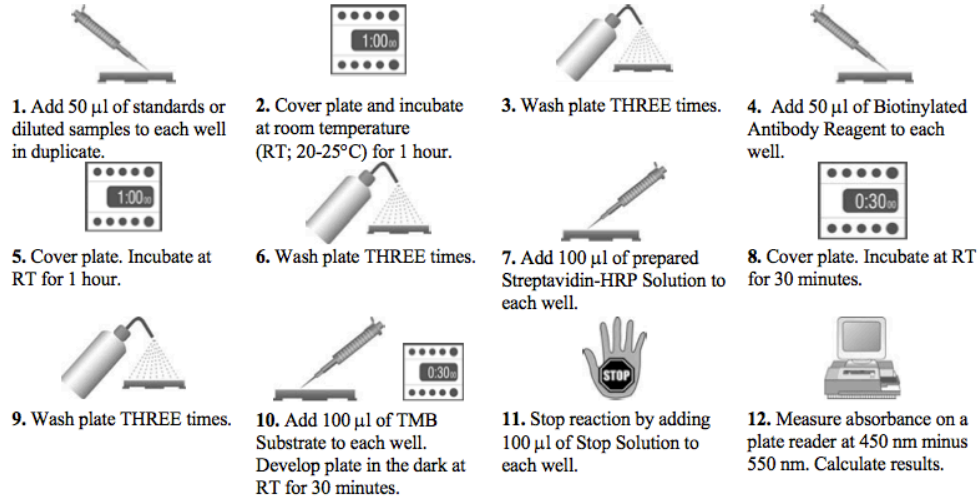 1:00 00
1. Add 50 µl of standards or
diluted samples to each well
in duplicate.
2. Cover plate and incubate
at room temperature
(RT; 20-25°C) for 1 hour.
3. Wash plate THREE times.
4. Add 50 µl of Biotinylated
Antibody Reagent to each
well.
1:00 00
5. Cover plate. Incubate at
RT for 1 hour.
6. Wash plate THREE times.
7. Add 100 µl of prepared
Streptavidin-HRP Solution to
each well.
0:30 00
8. Cover plate. Incubate at RT
for 30 minutes.
9. Wash plate THREE times.
0:30 00
10. Add 100 µl of TMB
Substrate to each well.
Develop plate in the dark at
RT for 30 minutes.
STOP
11. Stop reaction by adding
100 µl of Stop Solution to
each well.
12. Measure absorbance on a
plate reader at 450 nm minus
550 nm. Calculate results.